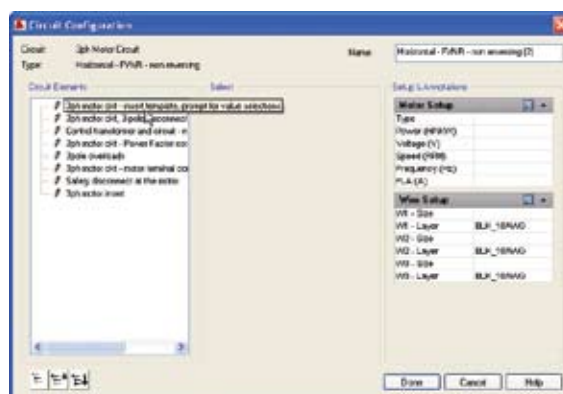 Circuit Configuration
Circuit: 3ph Motor Circuit
Name: Horizontal - FVNR - non reversing (2)
Type: Horizontal - FVNR - non reversing
Circuit Elements
Select
Setup & Annotations
3ph motor ckt - insert template, prompt for value selections
3ph motor ckt, 3pole disconnect
Control transformer and circuit -
3ph motor ckt - Power Factor
3pole overloads
3ph motor ckt - motor terminal
Safety disconnect at the motor
3ph motor insert
Motor Setup
Type
Power (HP/KW)
Voltage (V)
Speed (RPM)
Frequency (Hz)
FLA (A)
Wire Setup
W1 - Size
W1 - Layer BLK_16AWG
W2 - Size
W2 - Layer BLK_16AWG
W3 - Size
W3 - Layer BLK_16AWG
Done Cancel Help